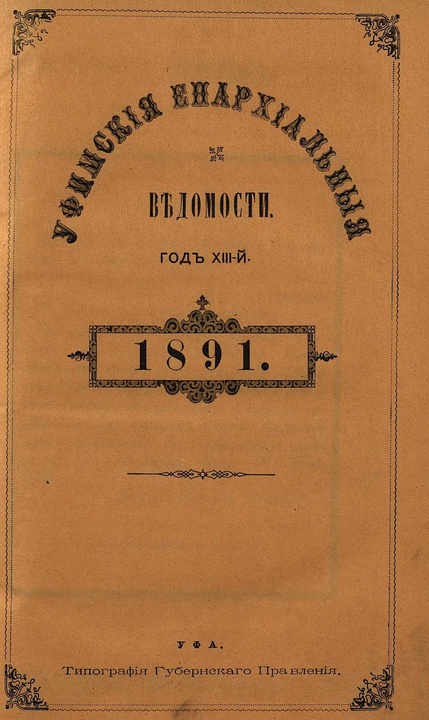 УФИМСКІЯ ЕПАРХІАЛЬНЫЯ
ВѢДОМОСТИ.
ГОДЪ XIII-Й.
1891.
УФА.
Типографія Губернскаго Правленія.